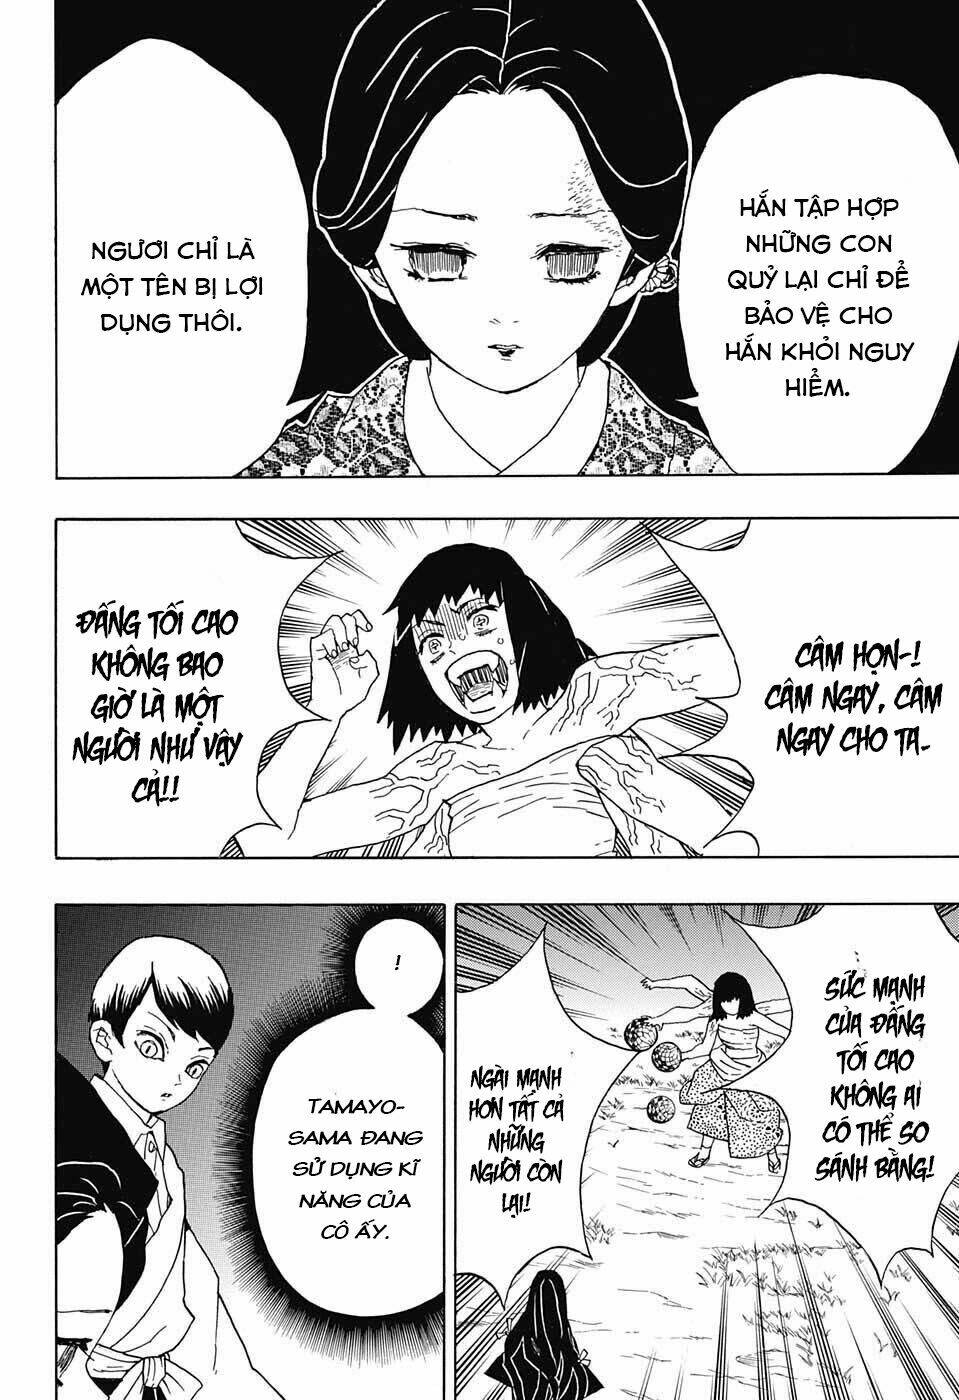 HẮN TẬP HỢP
NHỮNG CON
QUỶ LẠI CHỈ ĐỂ
BẢO VỆ CHO
HẮN KHỎI NGUY
HIỂM.
NGƯƠI CHỈ LÀ
MỘT TÊN BỊ LỢI
DỤNG THÔI.
CÂM HỌN-!
CÂM NGAY, CÂM
NGAY CHO TA-
ĐẤNG TỐI CAO
KHÔNG BAO
GIỜ LÀ MỘT
NGƯỜI NHƯ VẬY
CẢ!!
SỨC MẠNH
CỦA ĐẤNG
TỐI CAO
KHÔNG AI
CÓ THỂ SO
SÁNH BẰNG!
NGÀI MẠNH
HƠN TẤT CẢ
NHỮNG
NGƯỜI CÒN
LẠI!
!
TAMAYO-
SAMA ĐANG
SỬ DỤNG KĨ
NĂNG CỦA
CÔ ẤY.